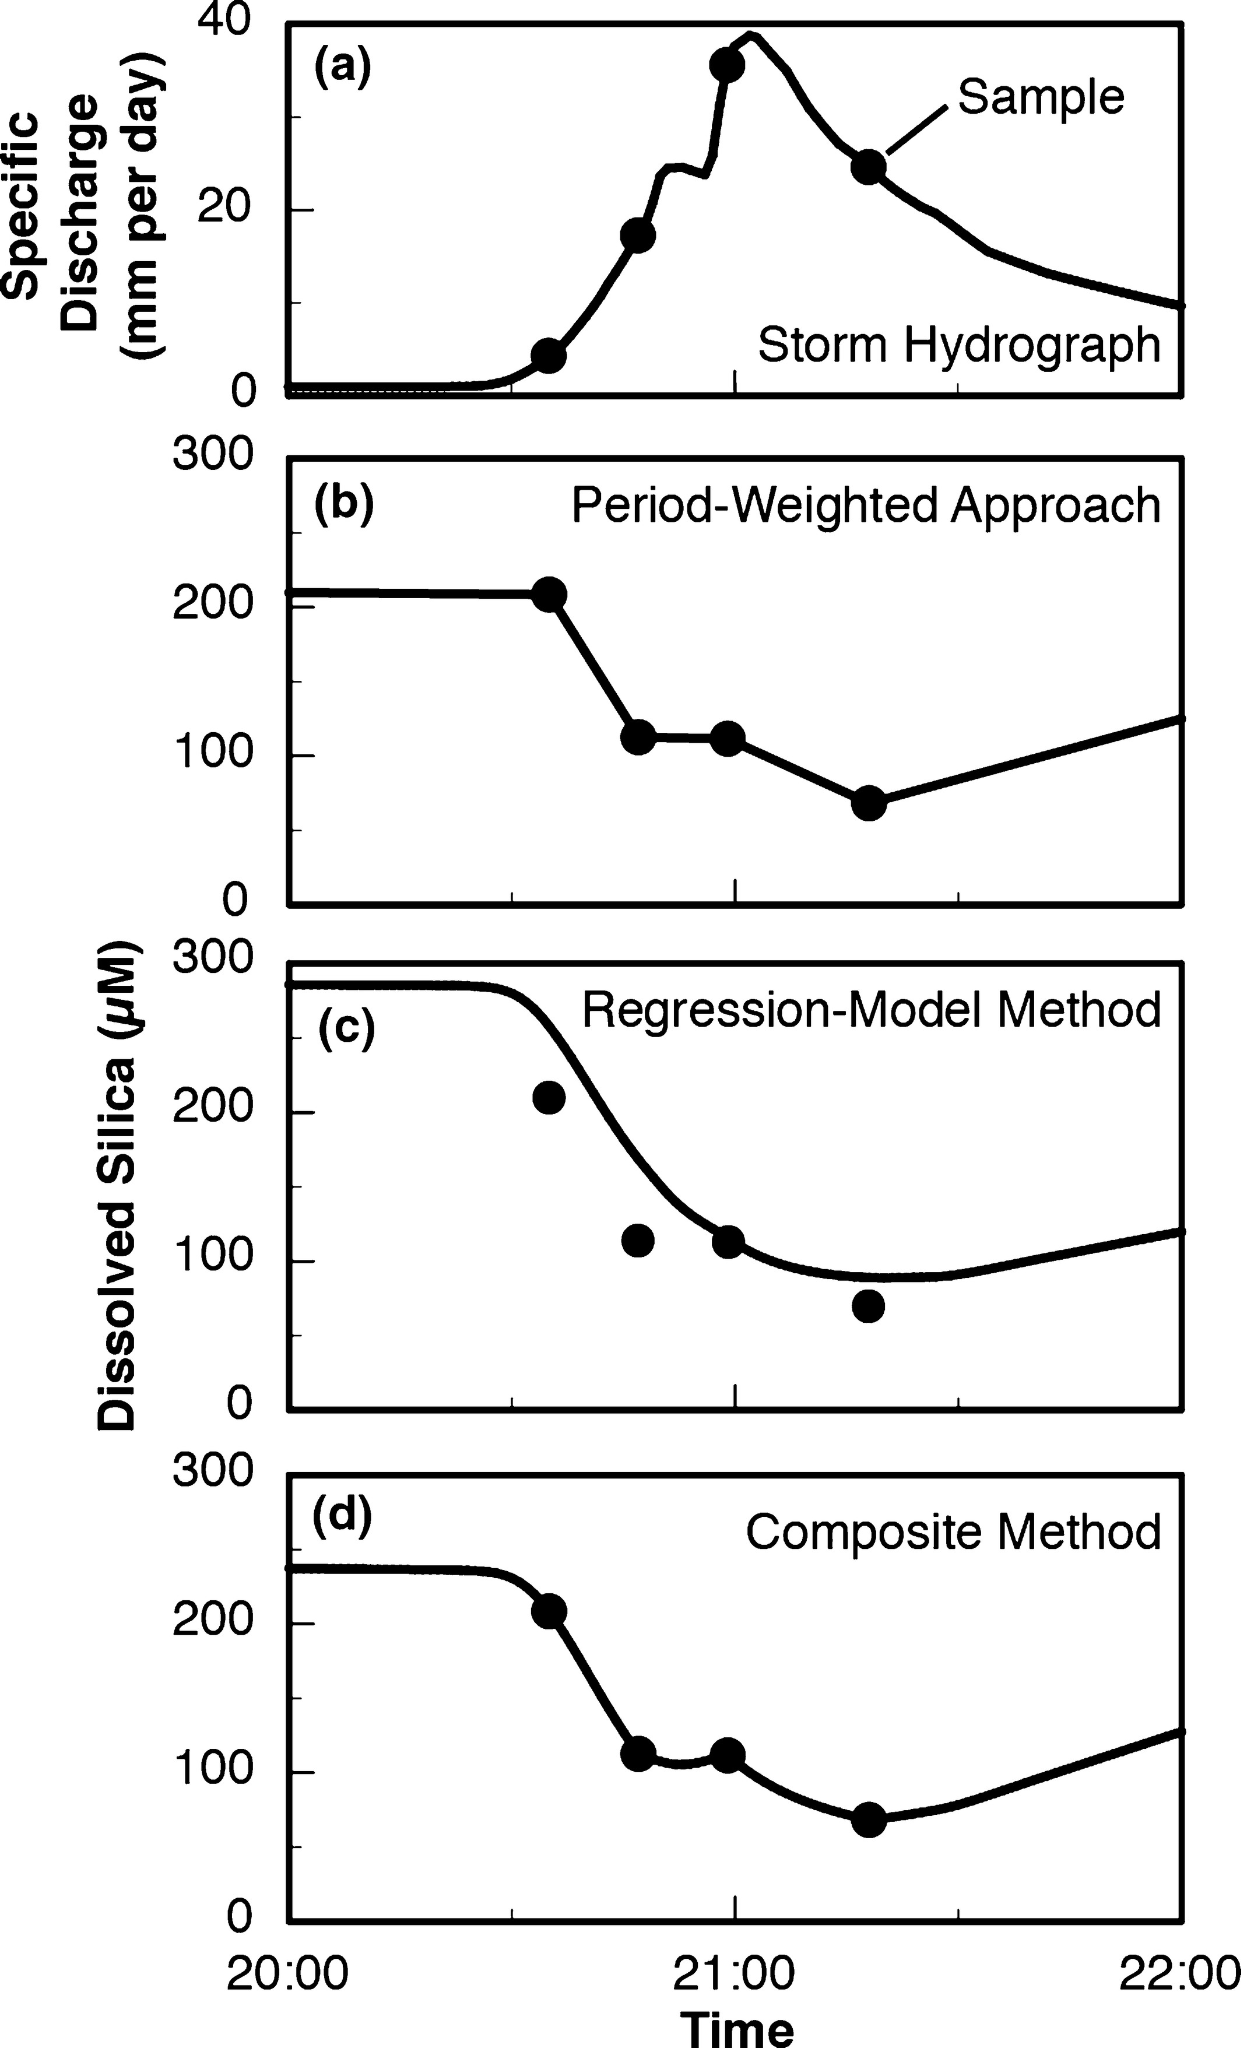 Specific
Discharge
(mm per day)
40
20
0
(a)
Sample
Storm Hydrograph
Dissolved Silica (µM)
300
200
100
0
(b)
Period-Weighted Approach
300
200
100
0
(c)
Regression-Model Method
300
200
100
0
(d)
Composite Method
20:00
21:00
22:00
Time